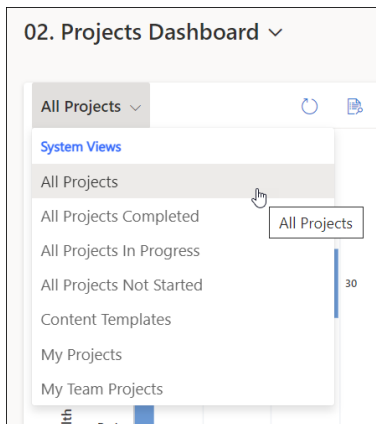 02. Projects Dashboard
All Projects
System Views
All Projects
All Projects
All Projects Completed
All Projects In Progress
30
All Projects Not Started
Content Templates
My Projects
My Team Projects